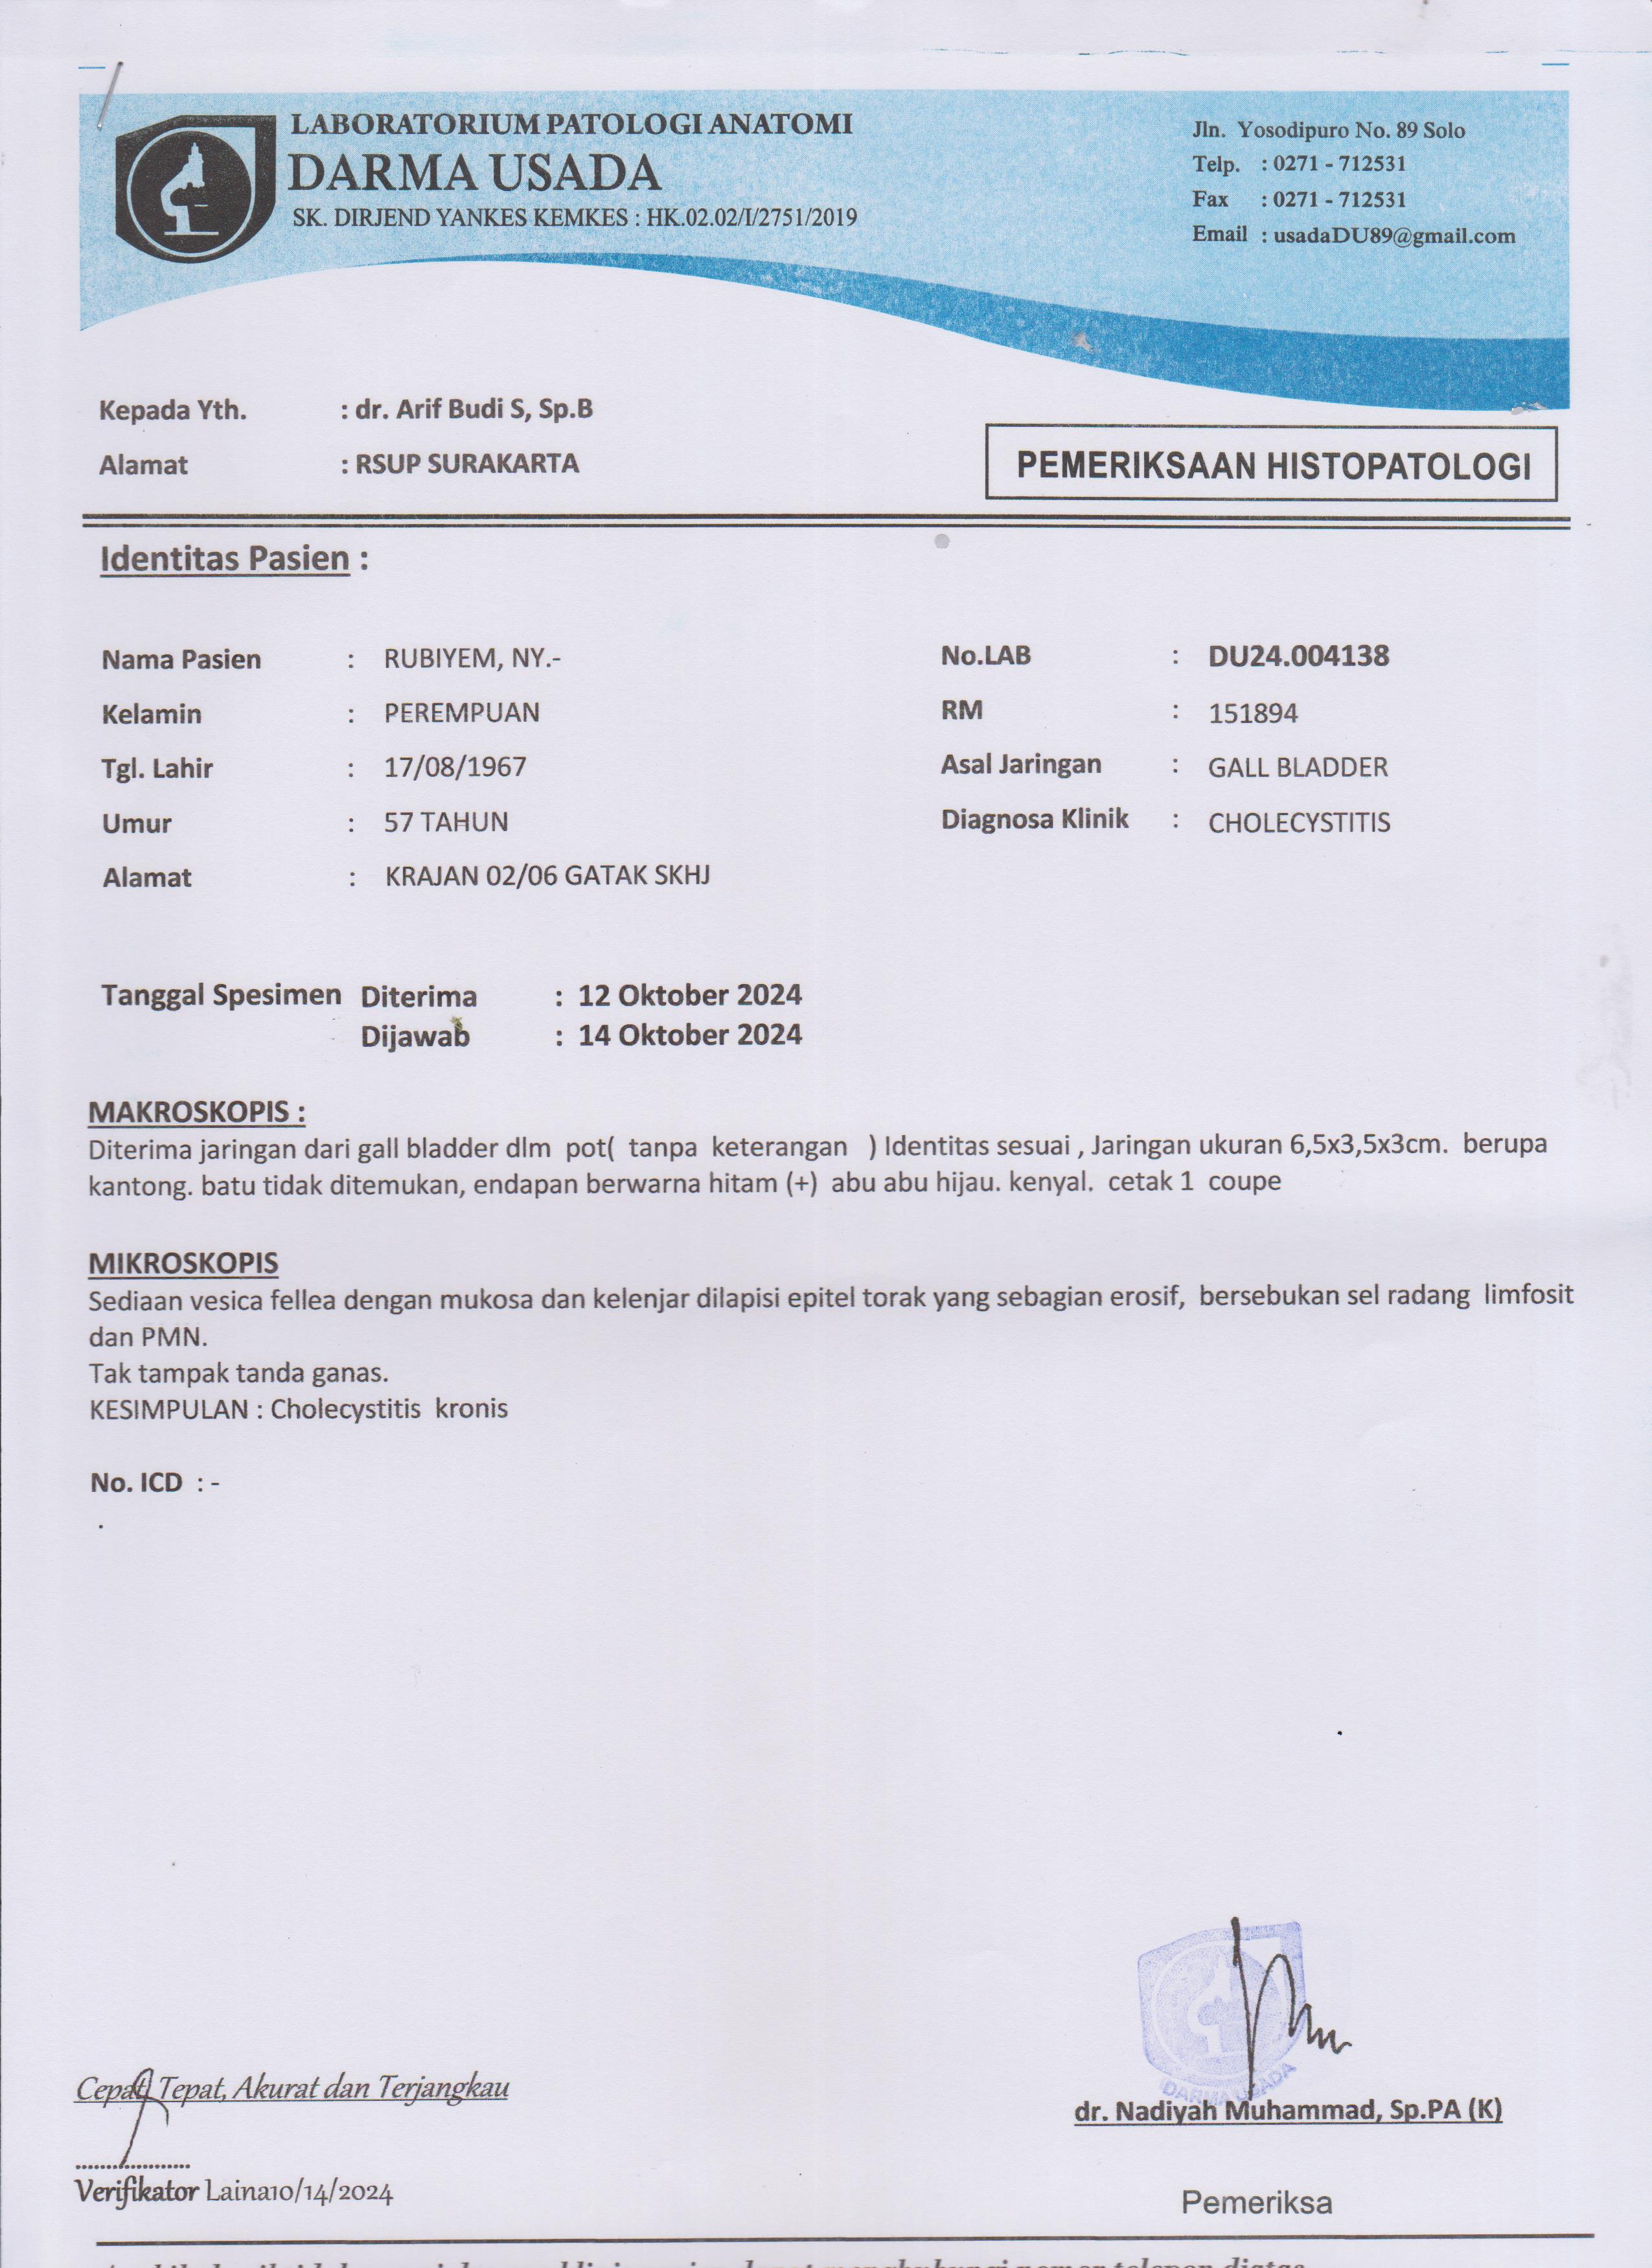 LABORATORIUM PATOLOGI ANATOMI
DARMA USADA
SK. DIRJEND YANKES KEMKES : HK.02.02/I/2751/2019
Jln. Yosodipuro No. 89 Solo
Telp. : 0271 - 712531
Fax : 0271 - 712531
Email : usadaDU89@gmail.com
Kepada Yth. : dr. Arif Budi S, Sp.B
Alamat : RSUP SURAKARTA
PEMERIKSAAN HISTOPATOLOGI
Identitas Pasien :
Nama Pasien : RUBIYEM, NY.-
Kelamin : PEREMPUAN
Tgl. Lahir : 17/08/1967
Umur : 57 TAHUN
Alamat : KRAJAN 02/06 GATAK SKHJ
No.LAB : DU24.004138
RM : 151894
Asal Jaringan : GALL BLADDER
Diagnosa Klinik : CHOLECYSTITIS
Tanggal Spesimen Diterima : 12 Oktober 2024
Dijawab : 14 Oktober 2024
MAKROSKOPIS :
Diterima jaringan dari gall bladder dlm pot( tanpa keterangan ) Identitas sesuai , Jaringan ukuran 6,5x3,5x3cm. berupa
kantong. batu tidak ditemukan, endapan berwarna hitam (+) abu abu hijau. kenyal. cetak 1 coupe
MIKROSKOPIS
Sediaan vesica fellea dengan mukosa dan kelenjar dilapisi epitel torak yang sebagian erosif, bersebukan sel radang limfosit
dan PMN.
Tak tampak tanda ganas.
KESIMPULAN : Cholecystitis kronis
No. ICD : -
DARMA USADA
dr. Nadiyah Muhammad, Sp.PA (K)
Pemeriksa
Cepat, Tepat, Akurat dan Terjangkau
....................
Verifikator Laina10/14/2024